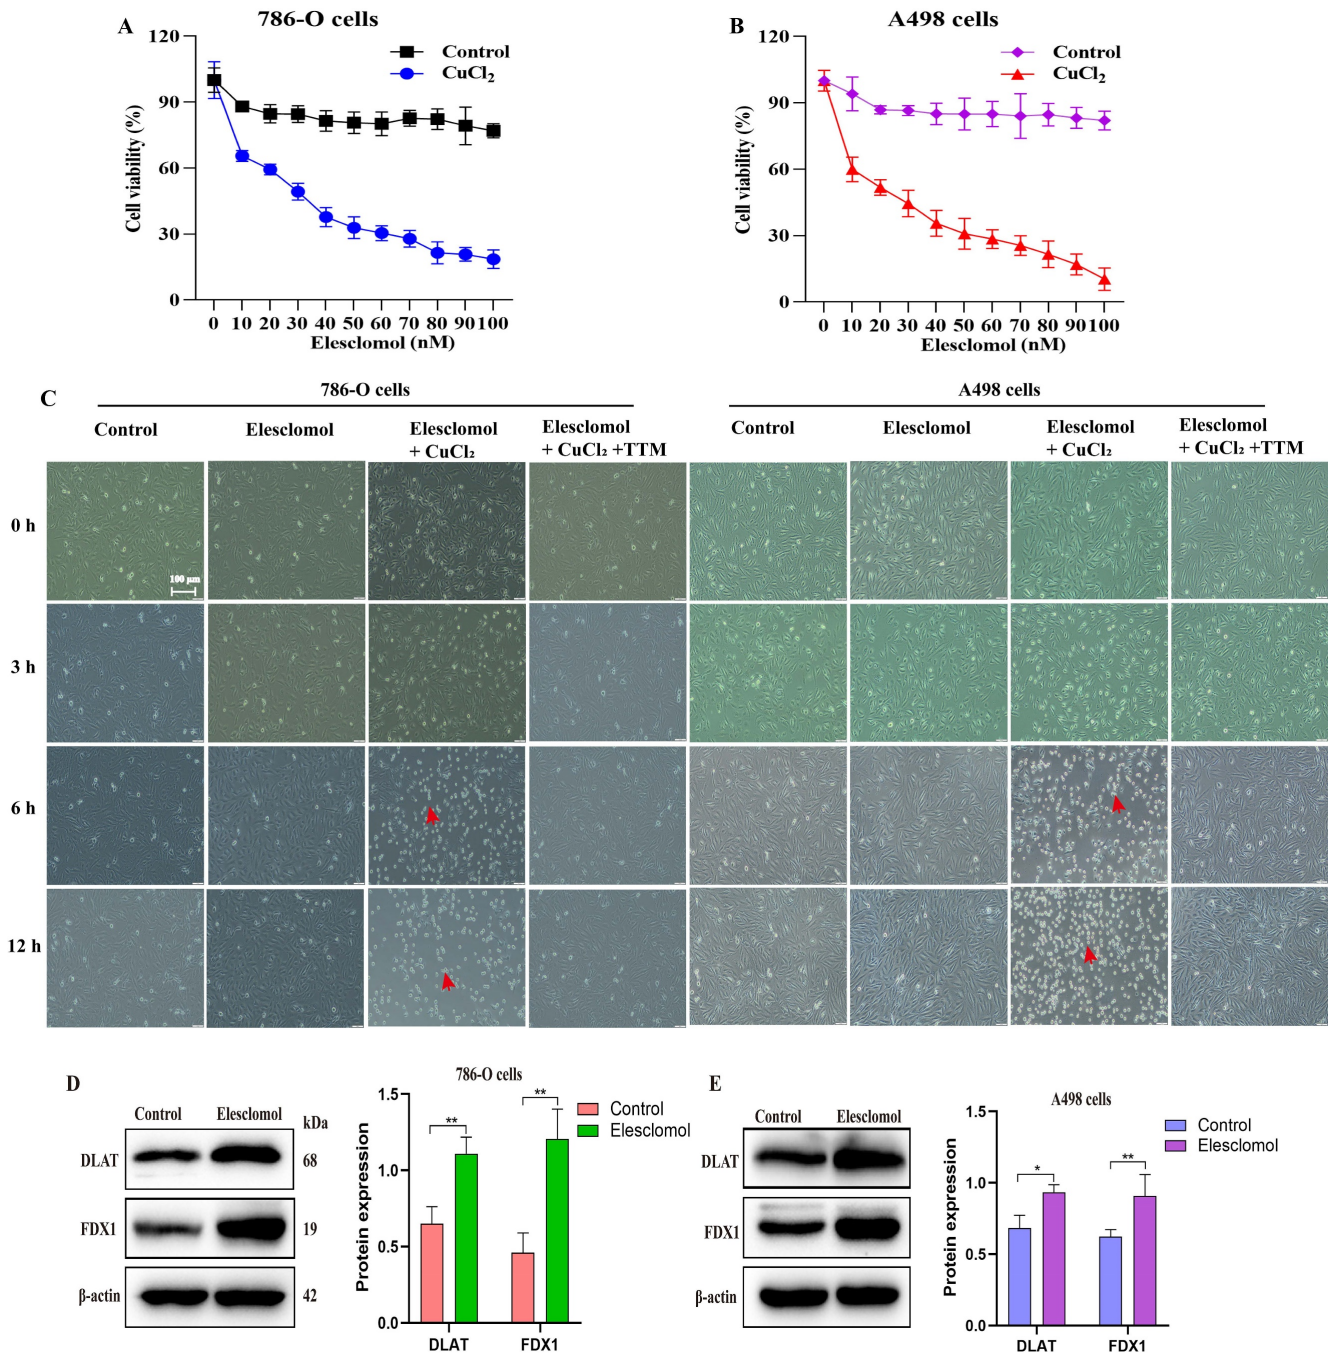 A
786-O cells
Control
CuCl₂
120
90
60
30
0
Cell viability (%)
0 10 20 30 40 50 60 70 80 90 100
Elesclomol (nM)
B
A498 cells
Control
CuCl₂
120
90
60
30
0
Cell viability (%)
0 10 20 30 40 50 60 70 80 90 100
Elesclomol (nM)
C
786-O cells
A498 cells
Control
Elesclomol
Elesclomol
+ CuCl₂
Elesclomol
+ CuCl₂ +TTM
Control
Elesclomol
Elesclomol
+ CuCl₂
Elesclomol
+ CuCl₂ +TTM
0 h
100 μm
3 h
6 h
12 h
D
Control
Elesclomol
kDa
DLAT
68
FDX1
19
β-actin
42
786-O cells
1.5
1.0
0.5
0.0
Protein expression
**
**
Control
Elesclomol
DLAT
FDX1
E
Control
Elesclomol
DLAT
FDX1
β-actin
A498 cells
1.5
1.0
0.5
0.0
Protein expression
*
**
Control
Elesclomol
DLAT
FDX1